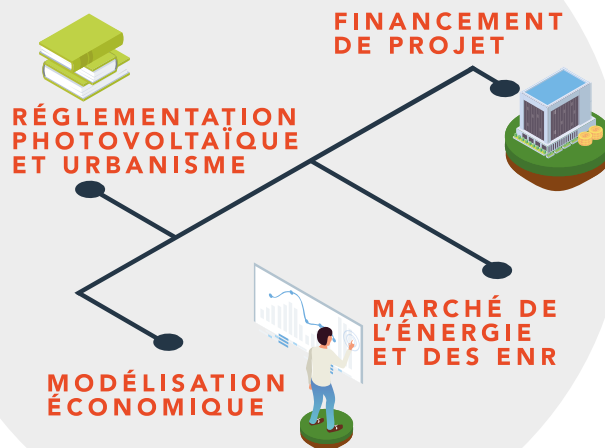 FINANCEMENT
DE PROJET
RÉGLEMENTATION
PHOTOVOLTAÏQUE
ET URBANISME
MARCHÉ DE
L'ÉNERGIE
ET DES ENR
MODÉLISATION
ÉCONOMIQUE